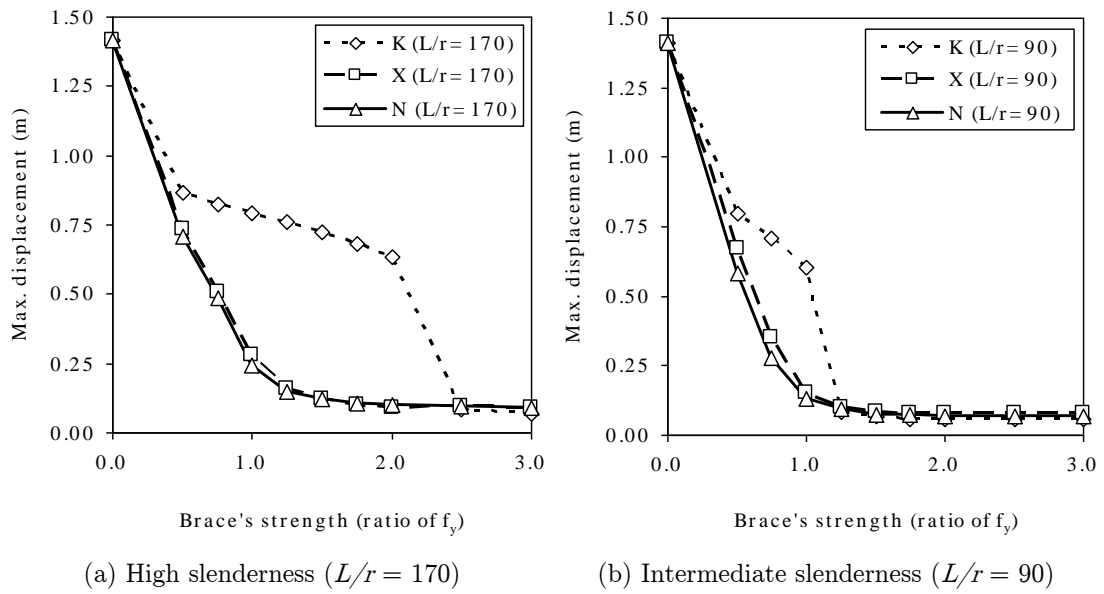 1.50
1.25
1.00
0.75
0.50
0.25
0.00
Max. displacement (m)
K (L/r = 170)
X (L/r = 170)
N (L/r = 170)
0.0 1.0 2.0 3.0
Brace's strength (ratio of fy)
(a) High slenderness (L/r = 170)
1.50
1.25
1.00
0.75
0.50
0.25
0.00
Max. displacement (m)
K (L/r = 90)
X (L/r = 90)
N (L/r = 90)
0.0 1.0 2.0 3.0
Brace's strength (ratio of fy)
(b) Intermediate slenderness (L/r = 90)